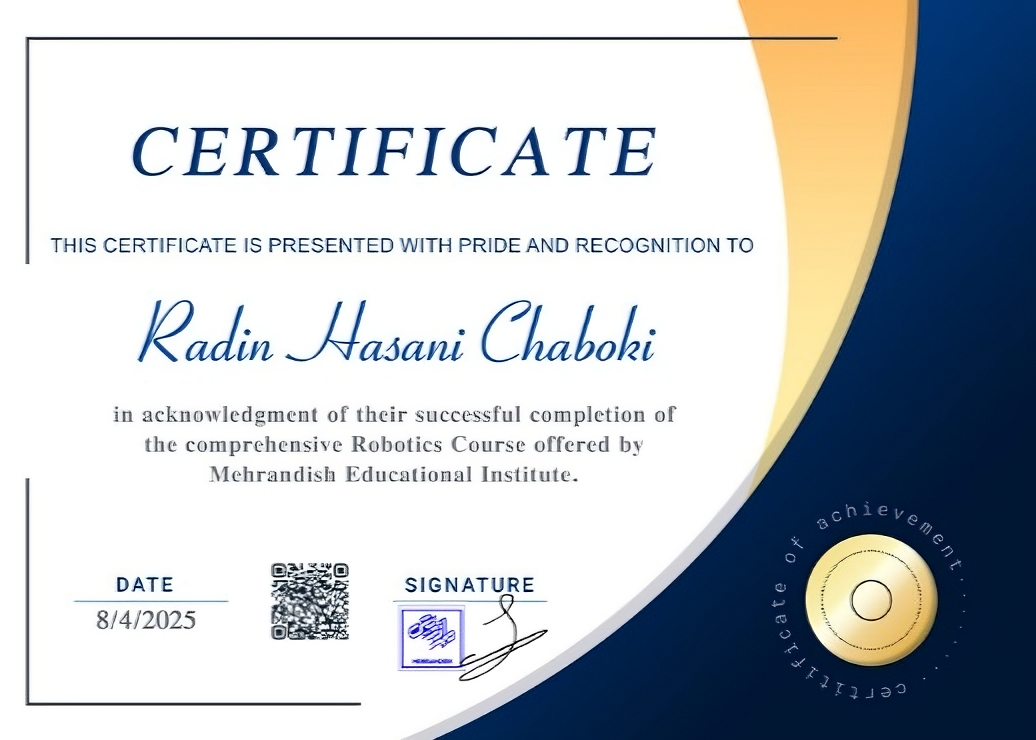 CERTIFICATE
THIS CERTIFICATE IS PRESENTED WITH PRIDE AND RECOGNITION TO
Radin Hasani Chaboki
in acknowledgment of their successful completion of
the comprehensive Robotics Course offered by
Mehrandish Educational Institute.
DATE
8/4/2025
SIGNATURE
certificate of achievement